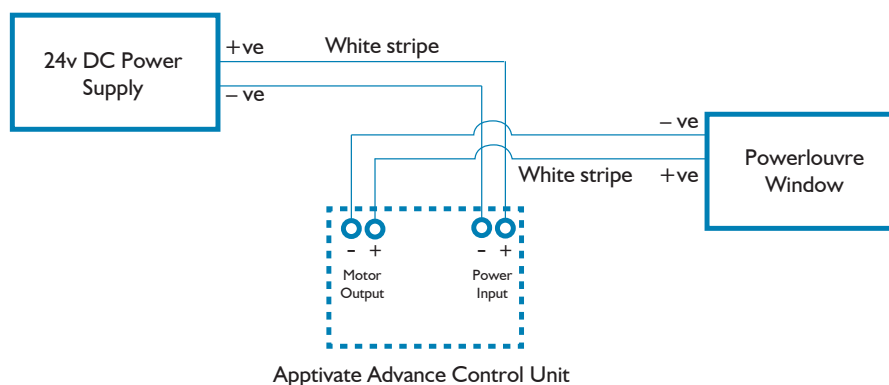 24v DC Power
Supply
+ve
White stripe
– ve
– ve
White stripe
+ve
Powerlouvre
Window
- +
- +
Motor
Output
Power
Input
Apptivate Advance Control Unit